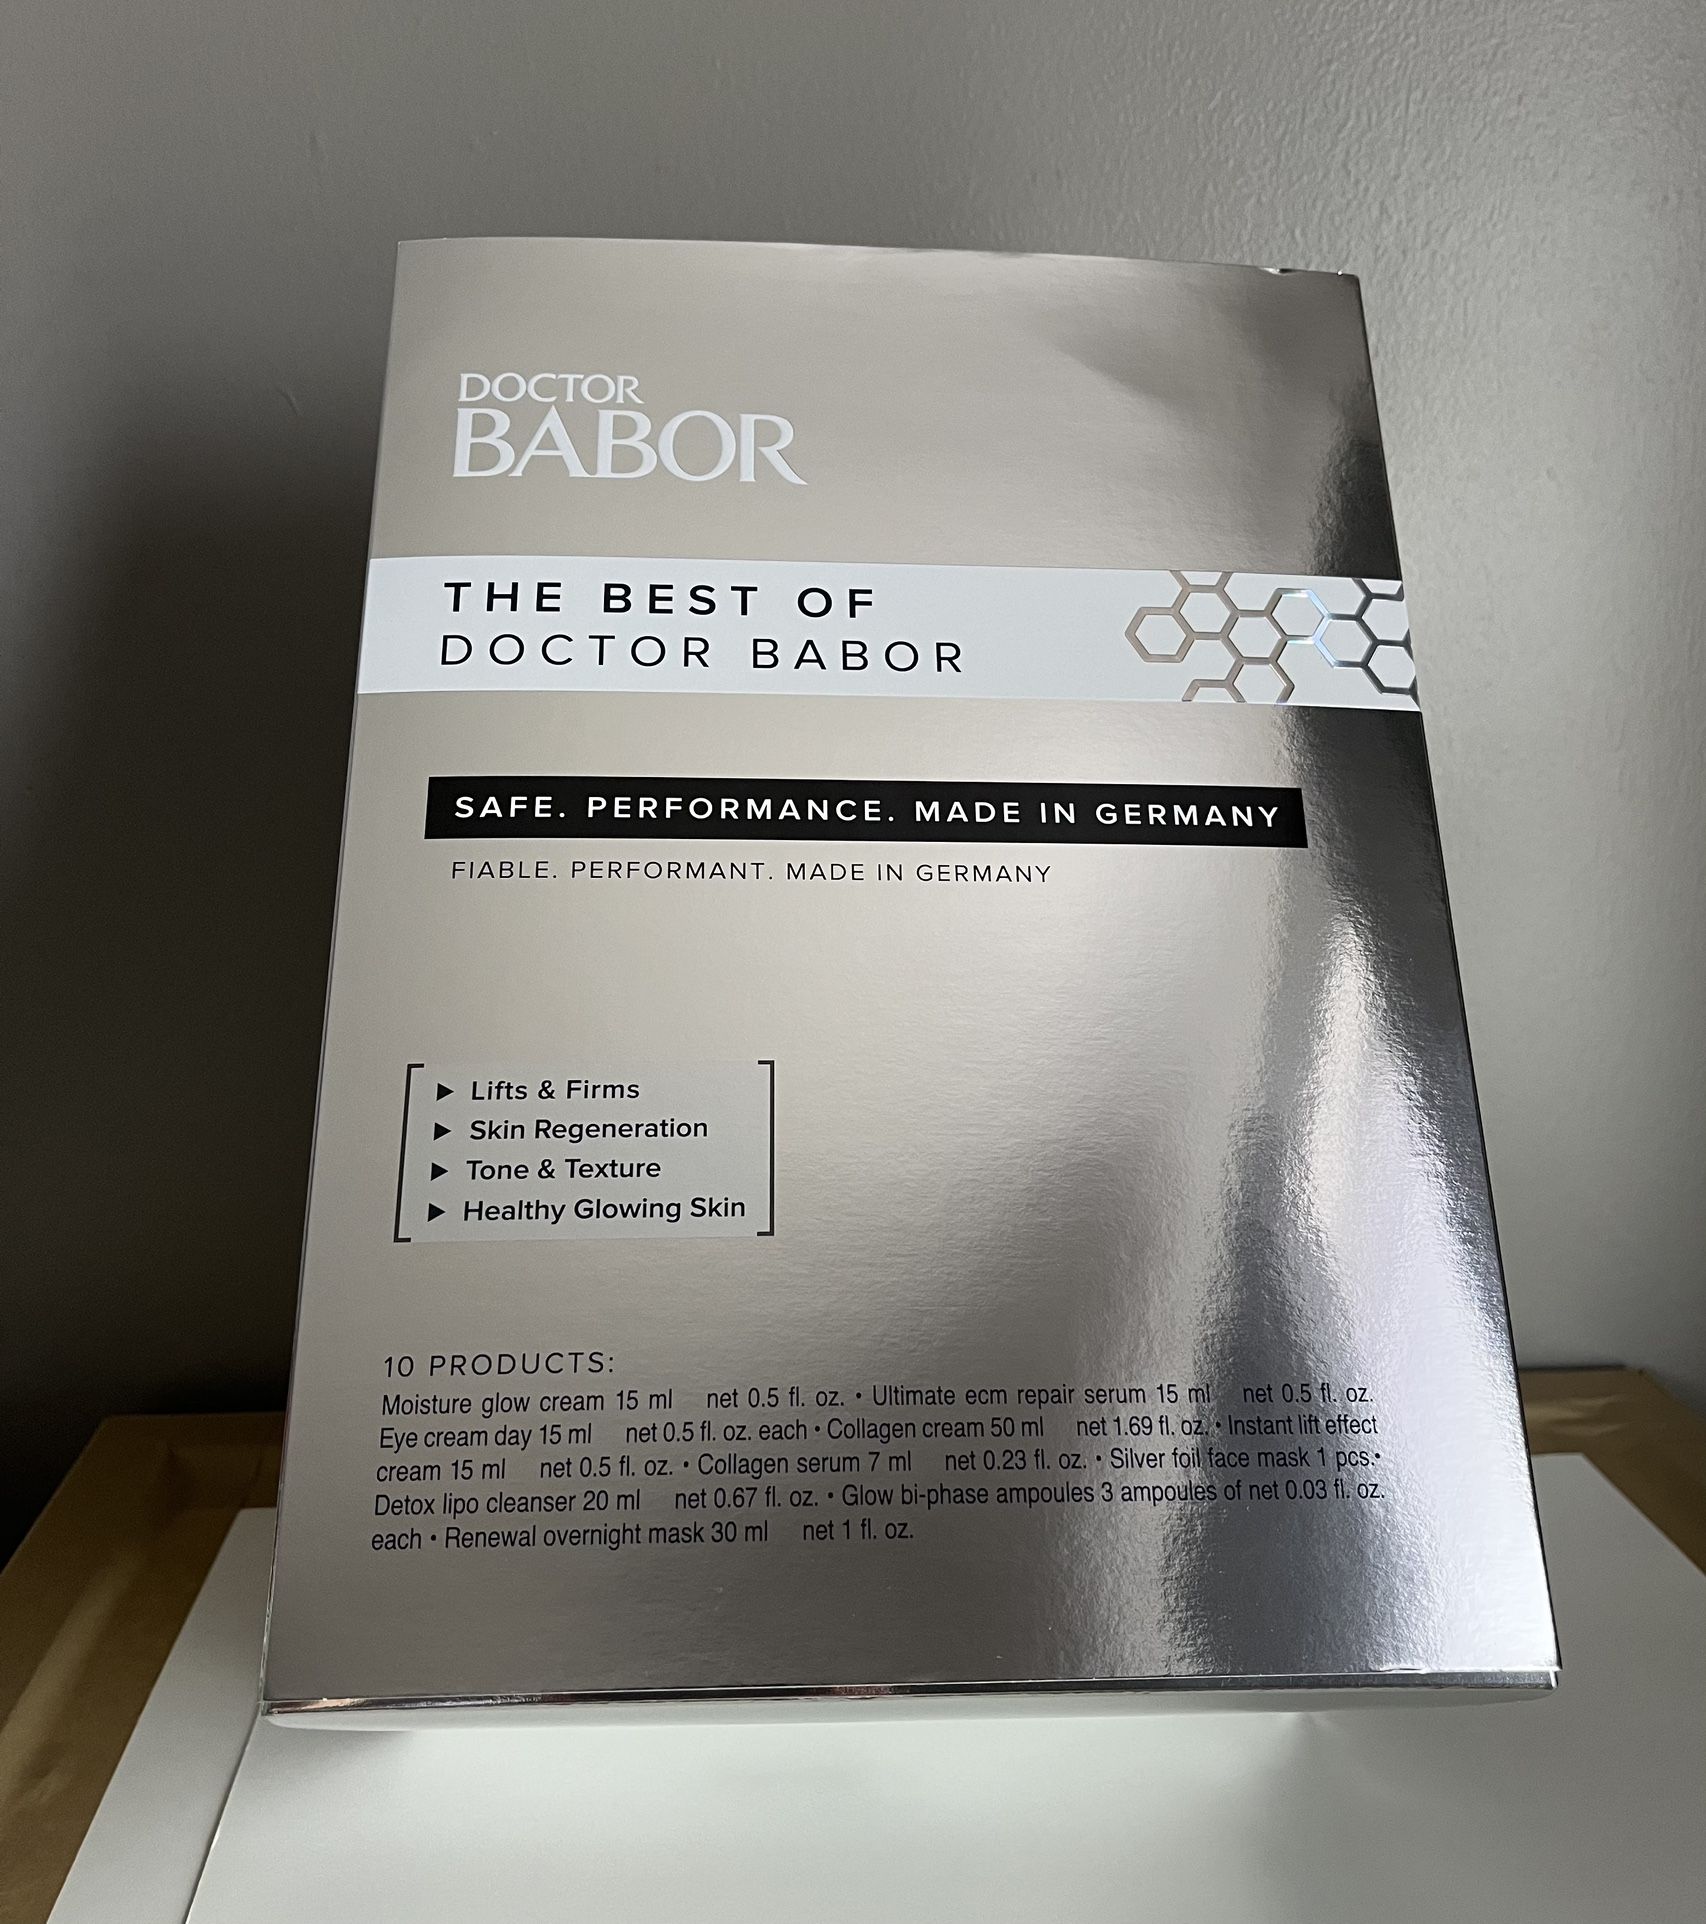 DOCTOR
BABOR
THE BEST OF
DOCTOR BABOR
SAFE. PERFORMANCE. MADE IN GERMANY
FIABLE. PERFORMANT. MADE IN GERMANY
▶ Lifts & Firms
▶ Skin Regeneration
▶ Tone & Texture
▶ Healthy Glowing Skin
10 PRODUCTS:
Moisture glow cream 15 ml net 0.5 fl. oz. • Ultimate ecm repair serum 15 ml net 0.5 fl. oz.
Eye cream day 15 ml net 0.5 fl. oz. each • Collagen cream 50 ml net 1.69 fl. oz. • Instant lift effect
cream 15 ml net 0.5 fl. oz. • Collagen serum 7 ml net 0.23 fl. oz. • Silver foil face mask 1 pcs.•
Detox lipo cleanser 20 ml net 0.67 fl. oz. • Glow bi-phase ampoules 3 ampoules of net 0.03 fl. oz.
each • Renewal overnight mask 30 ml net 1 fl. oz.